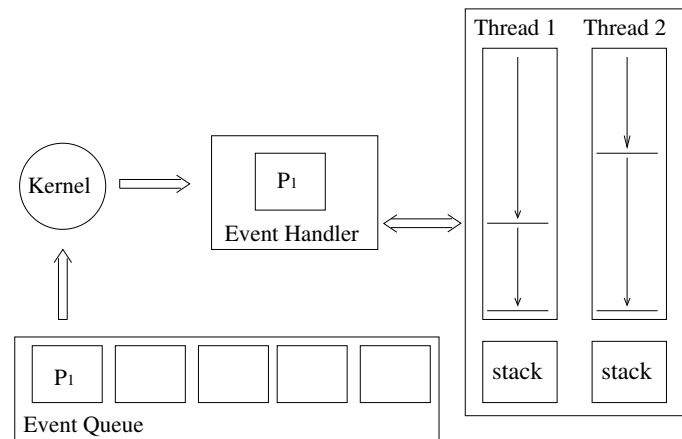 Thread 1 Thread 2
Kernel
P1
Event Handler
P1
stack stack
Event Queue